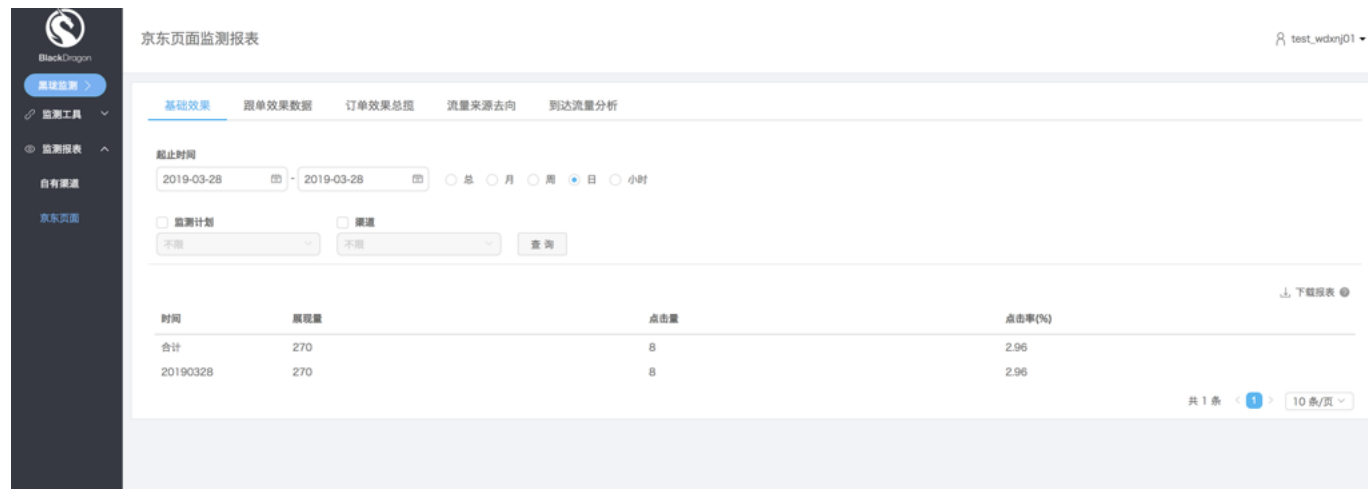 BlackDragon
黑珑监测 >
监测工具
监测报表
自有渠道
京东页面
京东页面监测报表
test_wdxnj01
基础效果 跟单效果数据 订单效果总揽 流量来源去向 到达流量分析
起止时间
2019-03-28 - 2019-03-28 总 月 周 日 小时
监测计划 渠道
不限 不限 查询
下载报表
时间 展现量 点击量 点击率(%)
合计 270 8 2.96
20190328 270 8 2.96
共 1 条 < 1 > 10 条/页